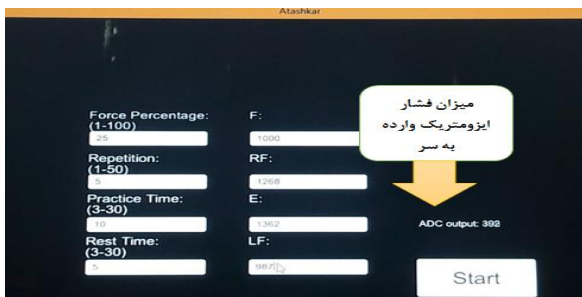 Atashkar
Force Percentage:
(1-100)
25
Repetition:
(1-50)
5
Practice Time:
(3-30)
10
Rest Time:
(3-30)
5
F:
1000
RF:
1268
E:
1362
LF:
987
میزان فشار
ایزومتریک وارده
به سر
ADC output: 392
Start